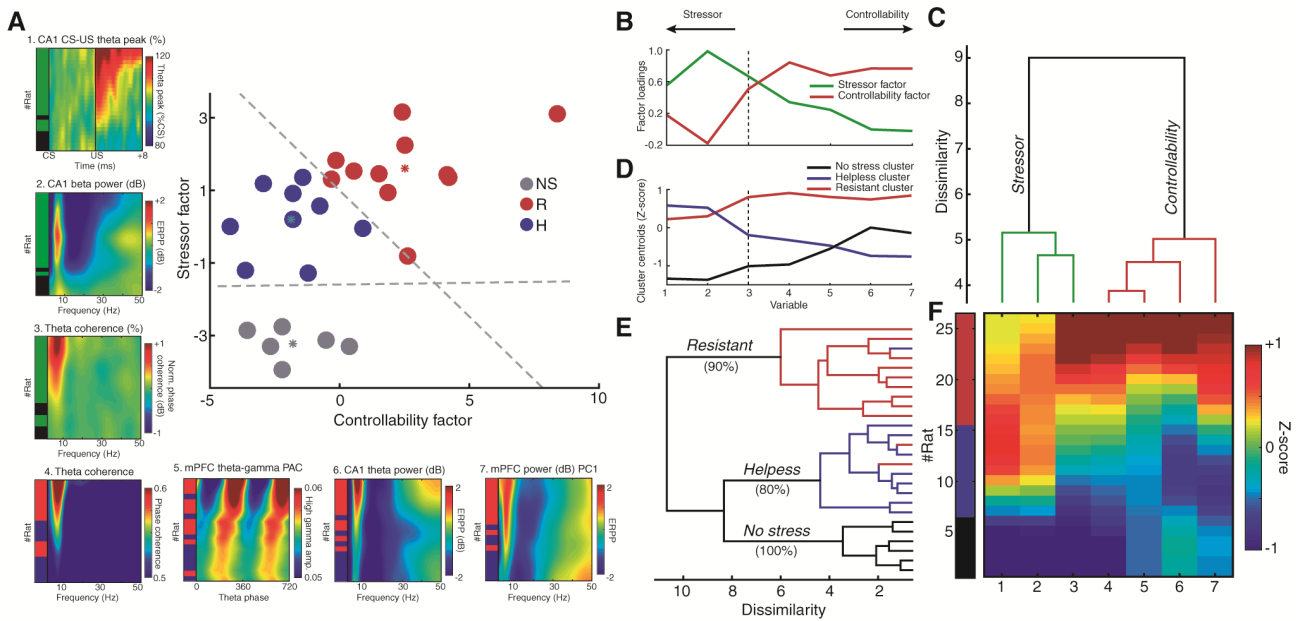 A
1. CA1 CS-US theta peak (%)
#Rat
CS
US
+8
Time (ms)
120
80
Theta peak
(%CS)
2. CA1 beta power (dB)
#Rat
10
30
50
Frequency (Hz)
+2
-2
ERPP (dB)
3. Theta coherence (%)
#Rat
10
30
50
Frequency (Hz)
+1
-1
Norm. phase
coherence (dB)
3
1
-1
-3
Stressor factor
-5
0
5
10
Controllability factor
NS
R
H
4. Theta coherence
#Rat
10
30
50
Frequency (Hz)
0.6
0.5
Phase coherence
5. mPFC theta-gamma PAC
#Rat
0
360
720
Theta phase
0.06
0.05
High gamma amp.
6. CA1 theta power (dB)
#Rat
10
30
50
Frequency (Hz)
2
-2
ERPP (dB)
7. mPFC power (dB) PC1
#Rat
10
30
50
Frequency (Hz)
2
-2
ERPP
B
Stressor
Controllability
1.0
0.6
0.2
-0.2
Factor loadings
Stressor factor
Controllability factor
D
No stress cluster
Helpless cluster
Resistant cluster
1
0
-1
Cluster centroids (Z-score)
1
2
3
4
5
6
7
Variable
C
9
8
7
6
5
4
Dissimilarity
Stressor
Controllability
E
Resistant
(90%)
Helpess
(80%)
No stress
(100%)
10
8
6
4
2
Dissimilarity
F
25
20
15
10
5
#Rat
1
2
3
4
5
6
7
+1
0
-1
Z-score